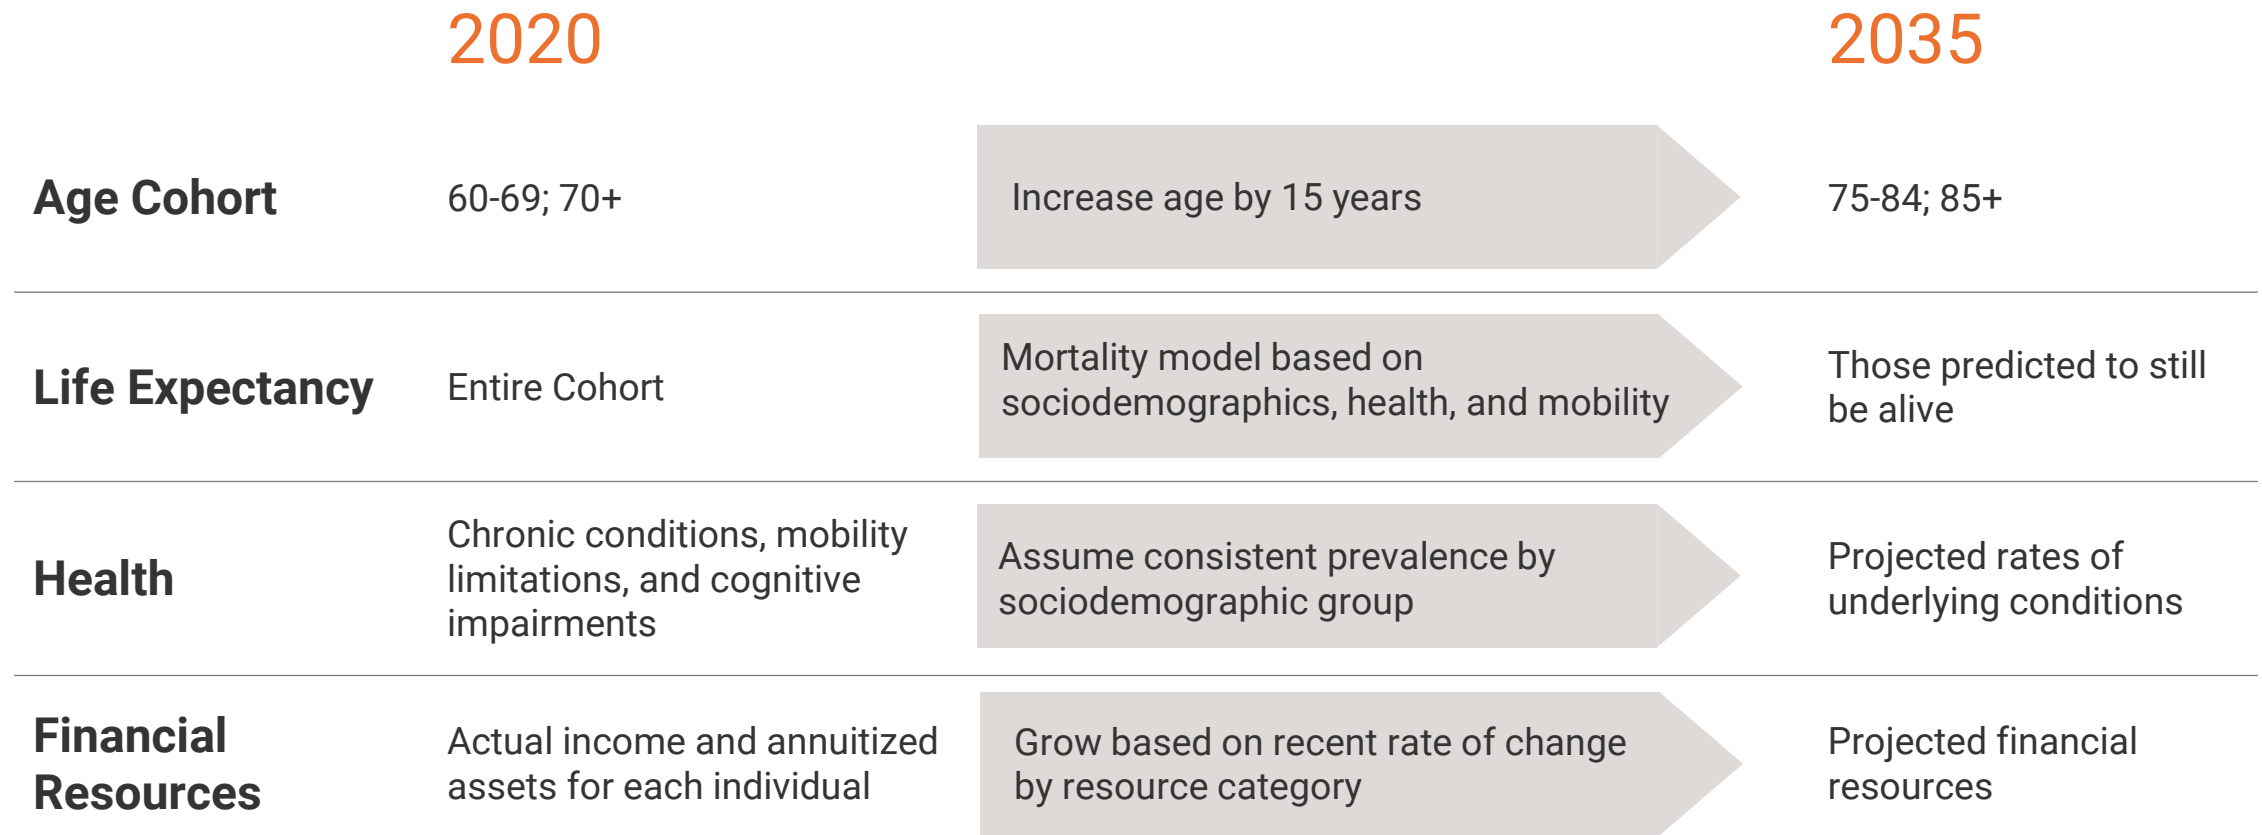 2020
2035
Age Cohort
60-69; 70+
Increase age by 15 years
75-84; 85+
Life Expectancy
Entire Cohort
Mortality model based on
sociodemographics, health, and mobility
Those predicted to still
be alive
Health
Chronic conditions, mobility
limitations, and cognitive
impairments
Assume consistent prevalence by
sociodemographic group
Projected rates of
underlying conditions
Financial
Resources
Actual income and annuitized
assets for each individual
Grow based on recent rate of change
by resource category
Projected financial
resources